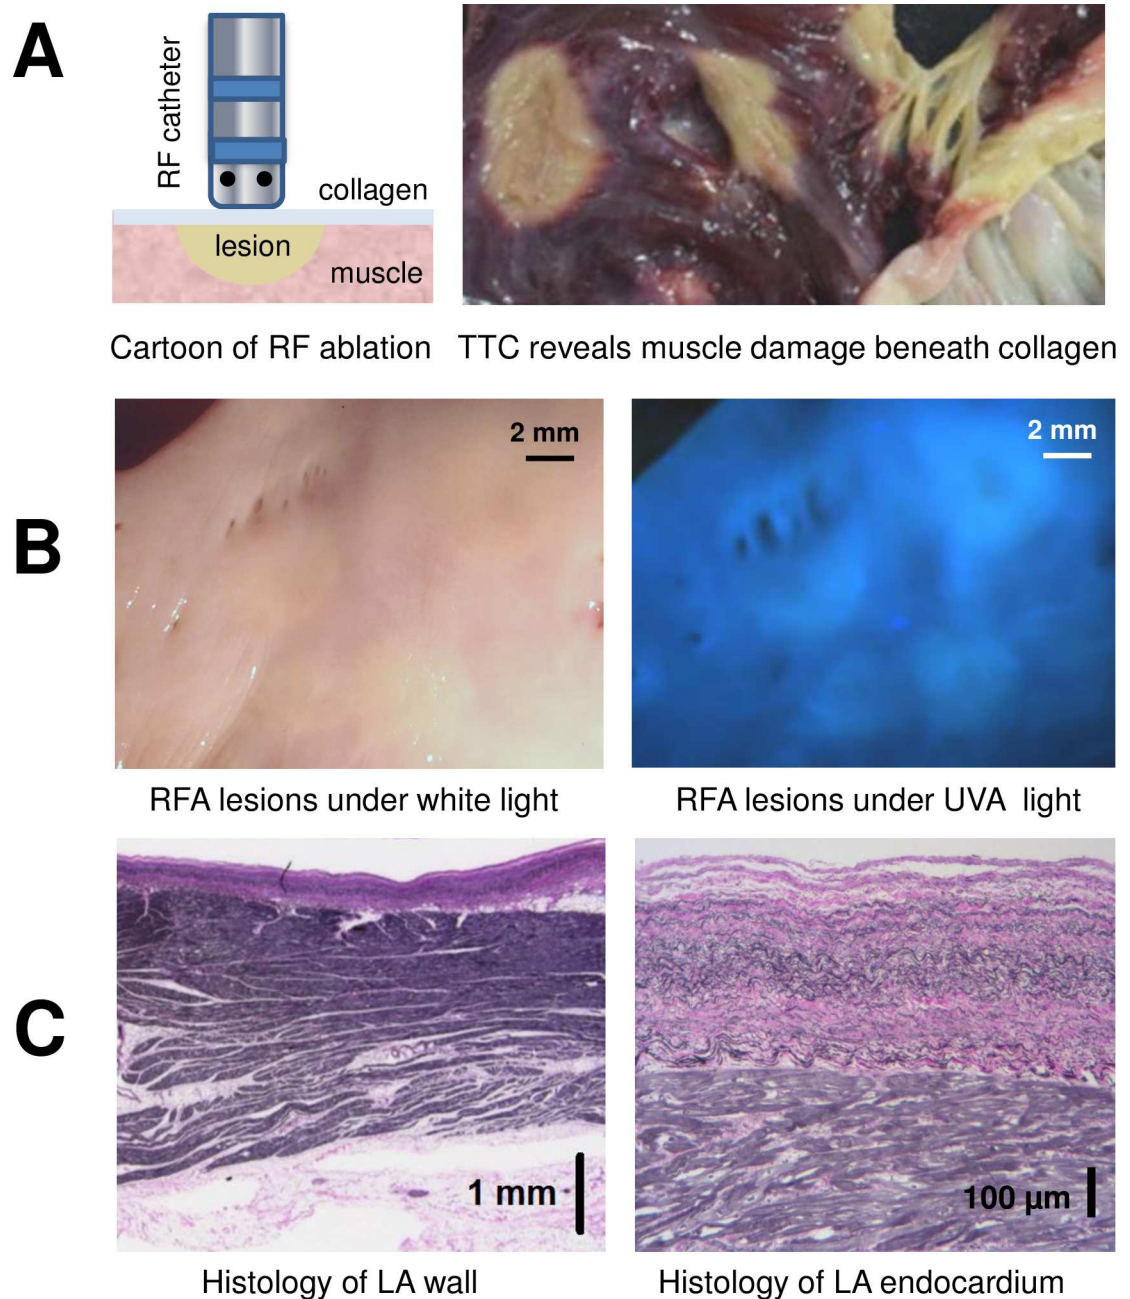 A
RF catheter
collagen
lesion
muscle
Cartoon of RF ablation
TTC reveals muscle damage beneath collagen
B
2 mm
2 mm
RFA lesions under white light
RFA lesions under UVA light
C
1 mm
100 µm
Histology of LA wall
Histology of LA endocardium